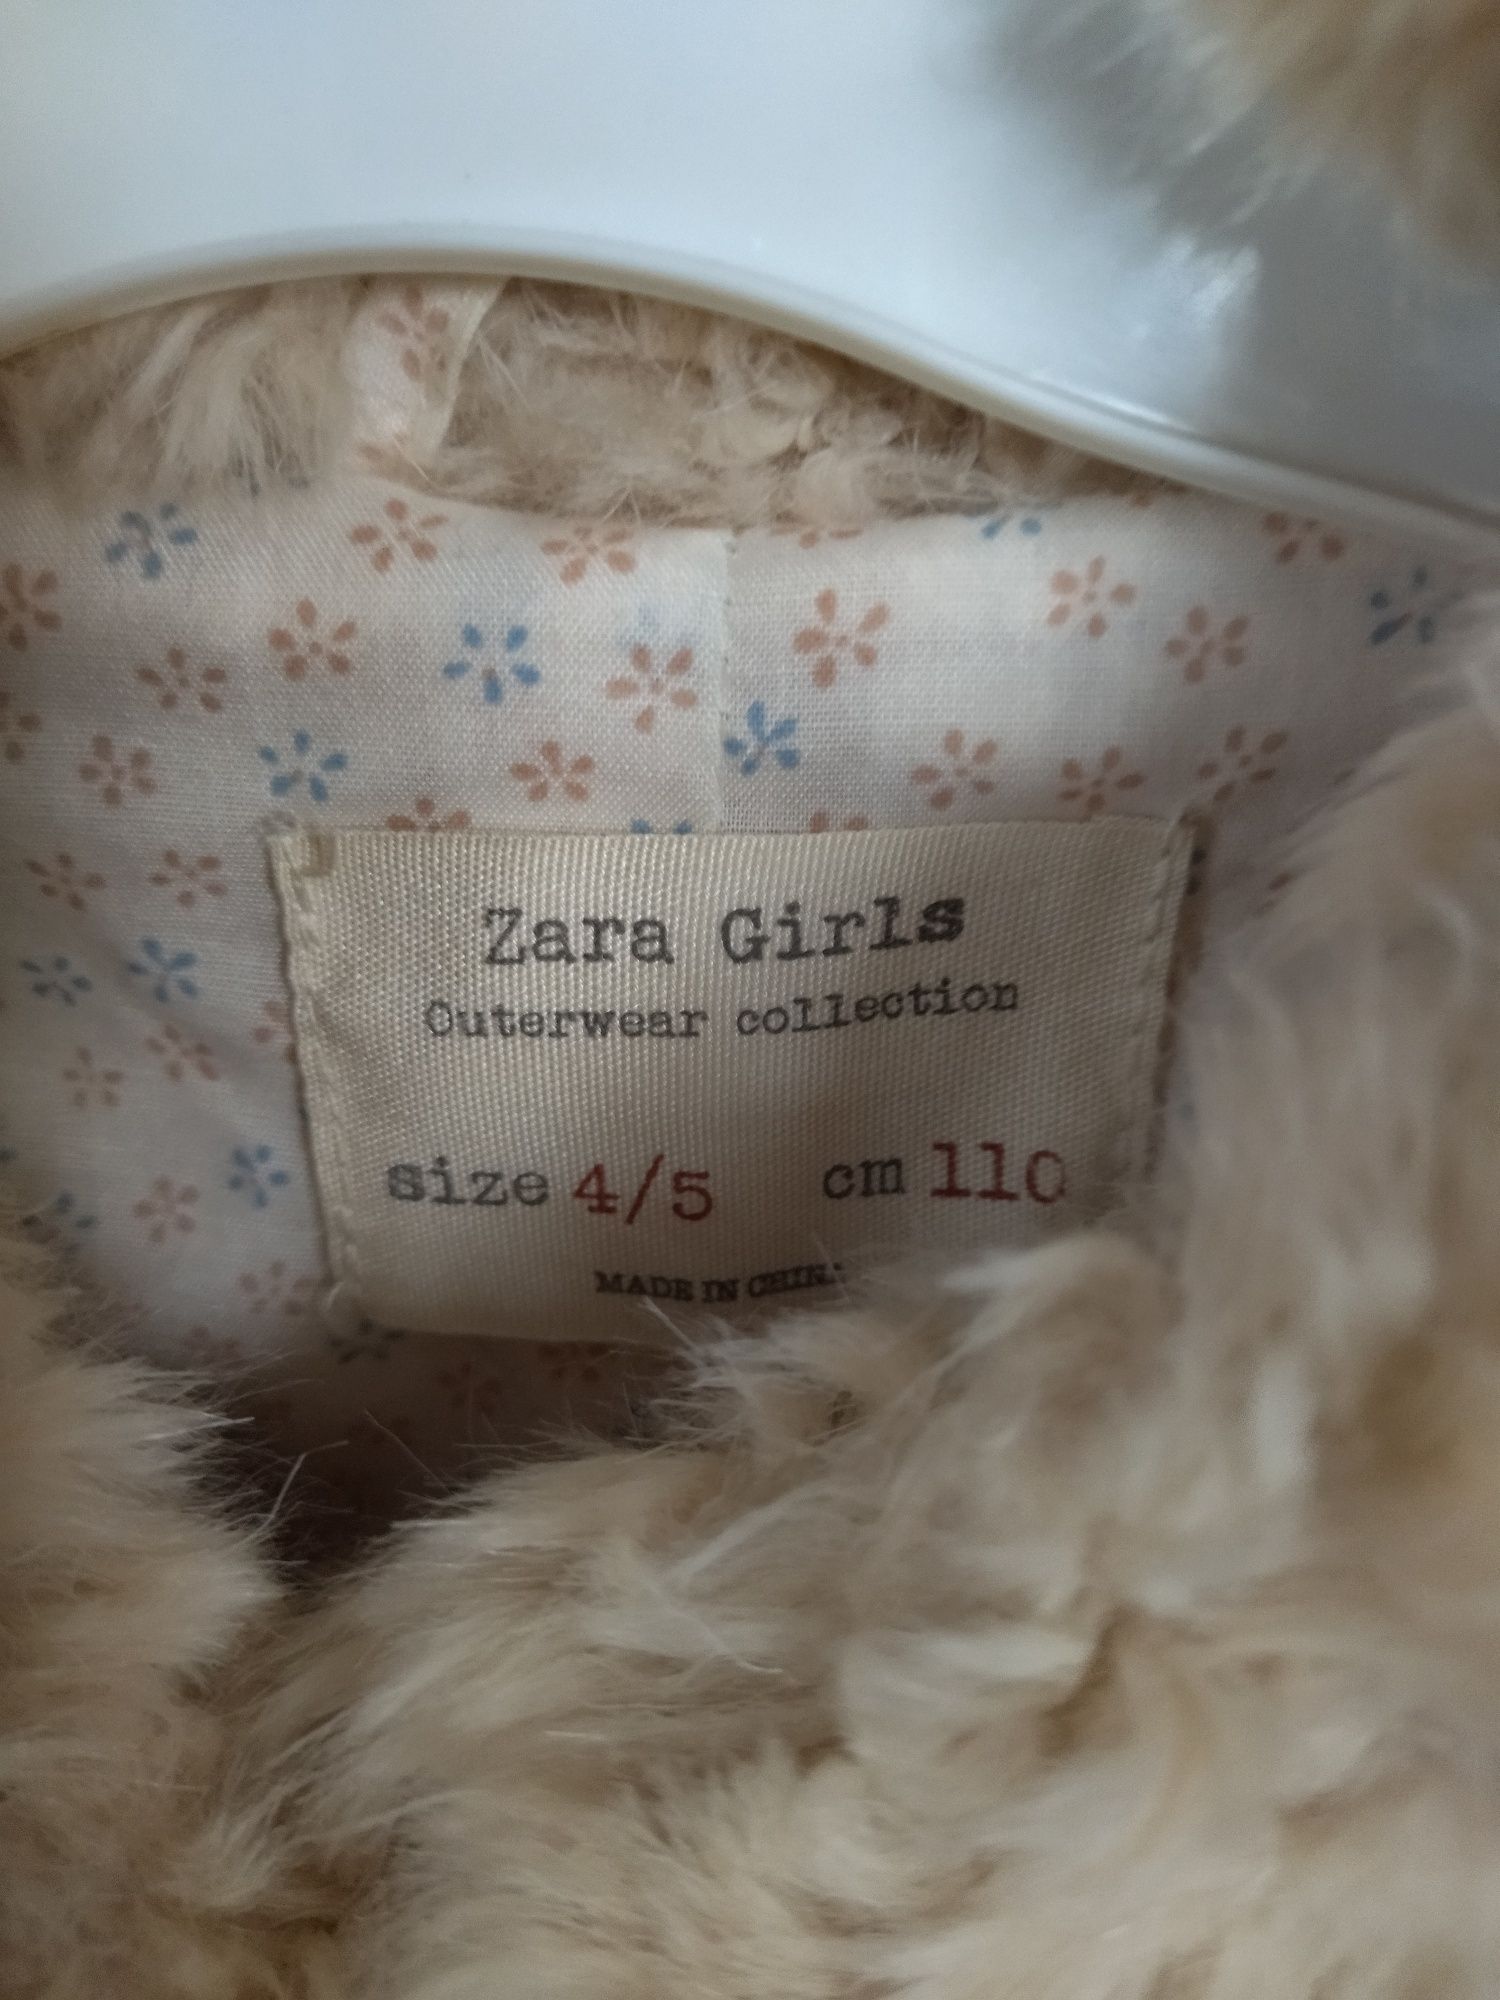 Zara Girls
Outerwear collection
size 4/5 cm 110
MADE IN CHINA